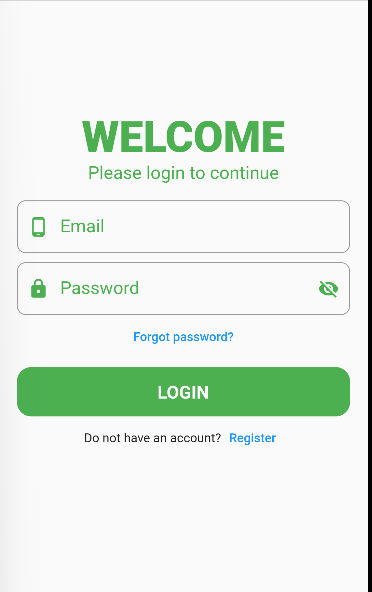 WELCOME
Please login to continue
Email
Password
Forgot password?
LOGIN
Do not have an account? Register